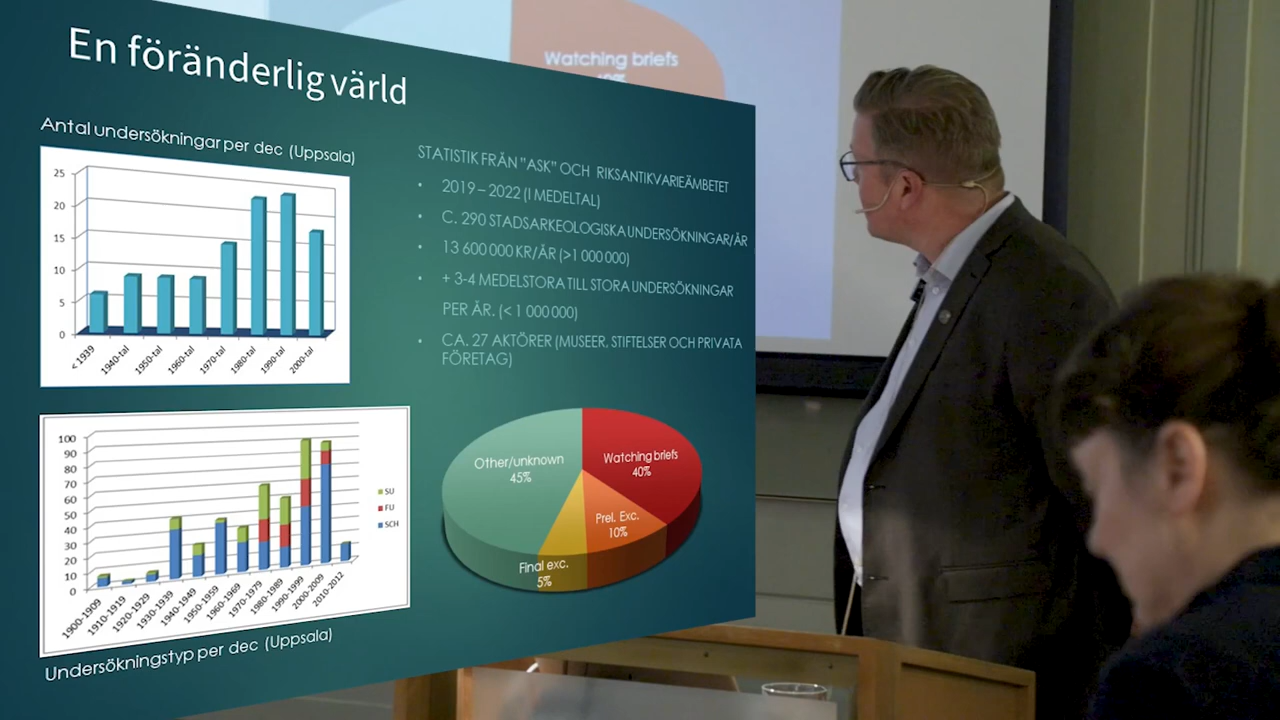 En föränderlig värld
Watching briefs
Antal undersökningar per dec (Uppsala)
25
20
15
10
5
0
< 1939
1940-tal
1950-tal
1960-tal
1970-tal
1980-tal
1990-tal
2000-tal
STATISTIK FRÅN "ASK" OCH RIKSANTIKVARIEÄMBETET
• 2019 – 2022 (I MEDELTAL)
• C. 290 STADSARKEOLOGISKA UNDERSÖKNINGAR/ÅR
• 13 600 000 KR/ÅR (>1 000 000)
• + 3-4 MEDELSTORA TILL STORA UNDERSÖKNINGAR
PER ÅR. (< 1 000 000)
• CA. 27 AKTÖRER (MUSEER, STIFTELSER OCH PRIVATA
FÖRETAG)
100
90
80
70
60
50
40
30
20
10
0
1900-1909
1910-1919
1920-1929
1930-1939
1940-1949
1950-1959
1960-1969
1970-1979
1980-1989
1990-1999
2000-2009
2010-2012
SU
FU
SCH
Undersökningstyp per dec (Uppsala)
Other/unknown
45%
Watching briefs
40%
Prel. Exc.
10%
Final exc.
5%